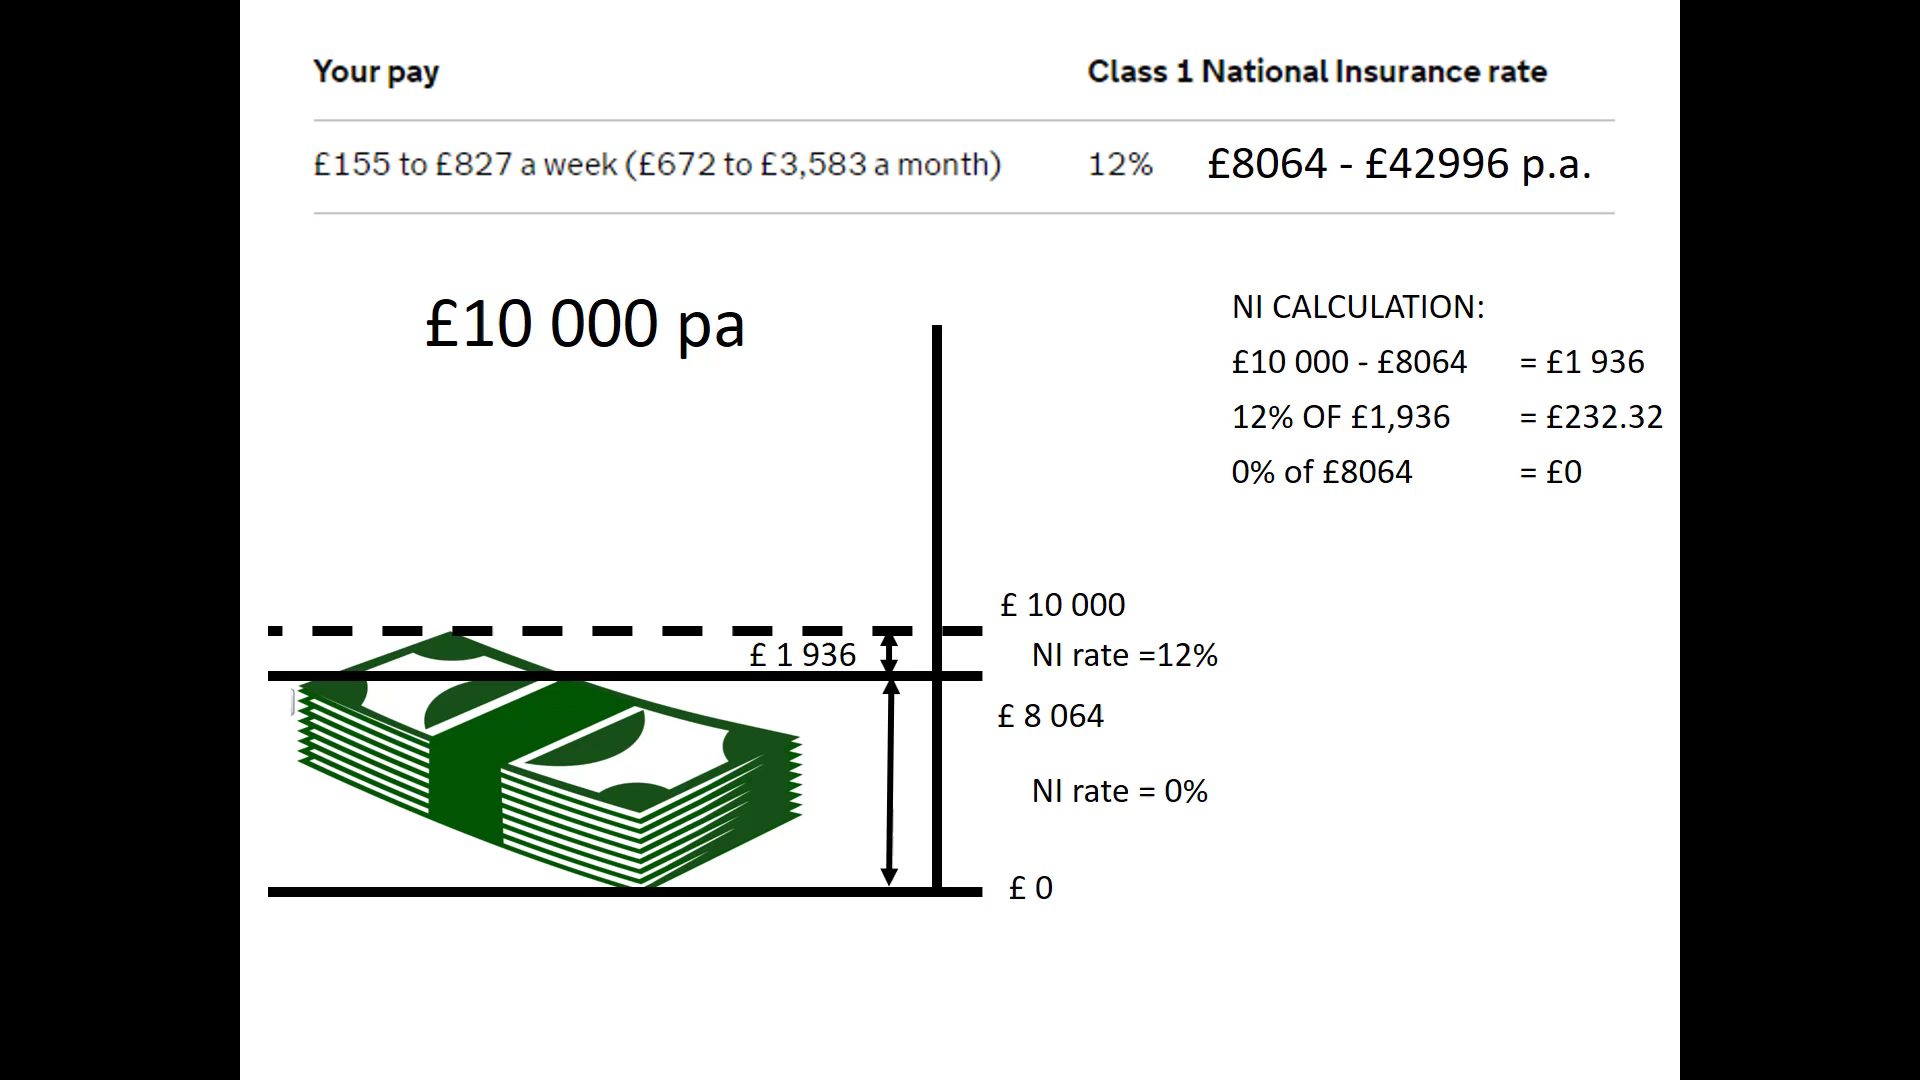 Your pay Class 1 National Insurance rate
£155 to £827 a week (£672 to £3,583 a month) 12% £8064 - £42996 p.a.
£10 000 pa
NI CALCULATION:
£10 000 - £8064 = £1 936
12% OF £1,936 = £232.32
0% of £8064 = £0
£ 10 000
£ 1 936 NI rate =12%
£ 8 064
NI rate = 0%
£ 0